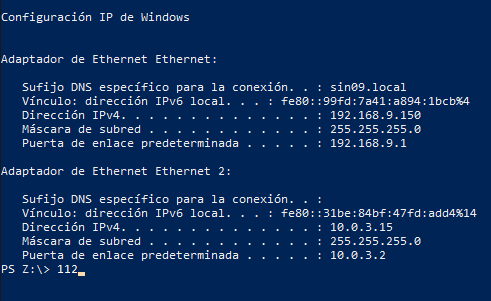 Configuración IP de Windows
Adaptador de Ethernet Ethernet:
Sufijo DNS específico para la conexión. . : sin09.local
Vínculo: dirección IPv6 local. . . : fe80::99fd:7a41:a894:1bcb%4
Dirección IPv4. . . . . . . . . . . . . . : 192.168.9.150
Máscara de subred . . . . . . . . . . . . : 255.255.255.0
Puerta de enlace predeterminada . . . . . : 192.168.9.1
Adaptador de Ethernet Ethernet 2:
Sufijo DNS específico para la conexión. . :
Vínculo: dirección IPv6 local. . . : fe80::31be:84bf:47fd:add4%14
Dirección IPv4. . . . . . . . . . . . . . : 10.0.3.15
Máscara de subred . . . . . . . . . . . . : 255.255.255.0
Puerta de enlace predeterminada . . . . . : 10.0.3.2
PS Z:\> 112_